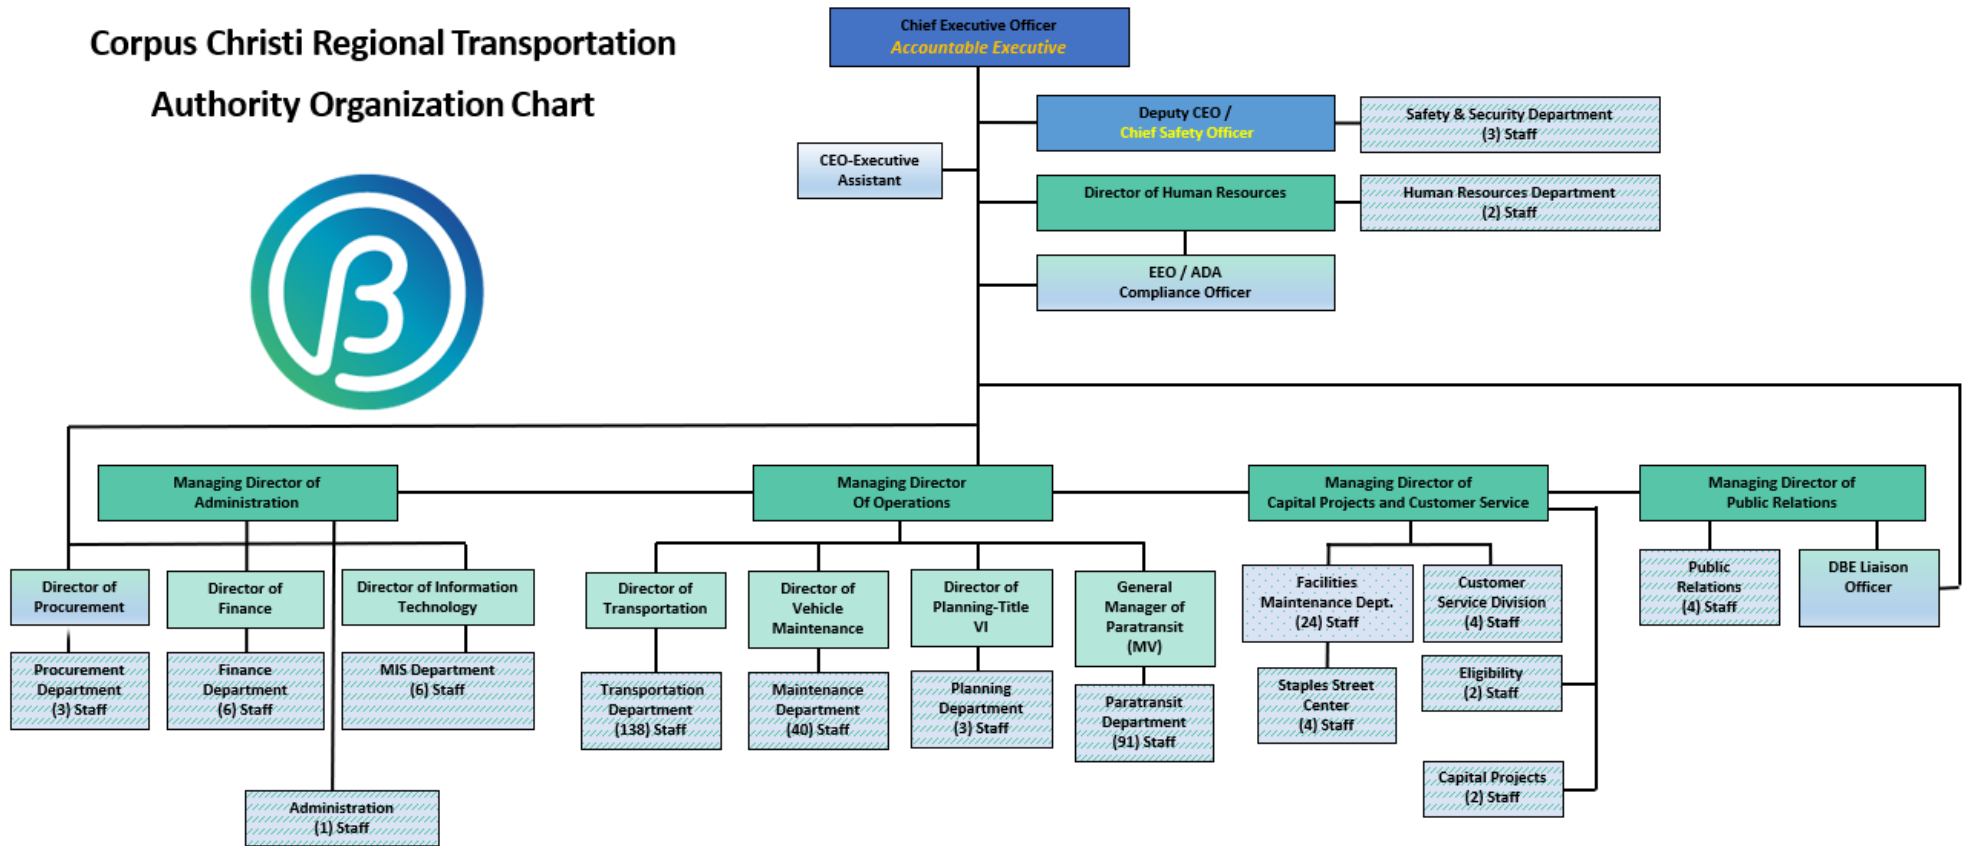 Corpus Christi Regional Transportation
Authority Organization Chart
Chief Executive Officer
Accountable Executive
Deputy CEO /
Chief Safety Officer
Safety & Security Department
(3) Staff
CEO-Executive
Assistant
Director of Human Resources
Human Resources Department
(2) Staff
EEO / ADA
Compliance Officer
Managing Director of
Administration
Managing Director
Of Operations
Managing Director of
Capital Projects and Customer Service
Managing Director of
Public Relations
Director of
Procurement
Director of
Finance
Director of Information
Technology
Director of
Transportation
Director of
Vehicle
Maintenance
Director of
Planning-Title
VI
General
Manager of
Paratransit
(MV)
Facilities
Maintenance Dept.
(24) Staff
Customer
Service Division
(4) Staff
Public
Relations
(4) Staff
DBE Liaison
Officer
Procurement
Department
(3) Staff
Finance
Department
(6) Staff
MIS Department
(6) Staff
Transportation
Department
(138) Staff
Maintenance
Department
(40) Staff
Planning
Department
(3) Staff
Paratransit
Department
(91) Staff
Staples Street
Center
(4) Staff
Eligibility
(2) Staff
Capital Projects
(2) Staff
Administration
(1) Staff